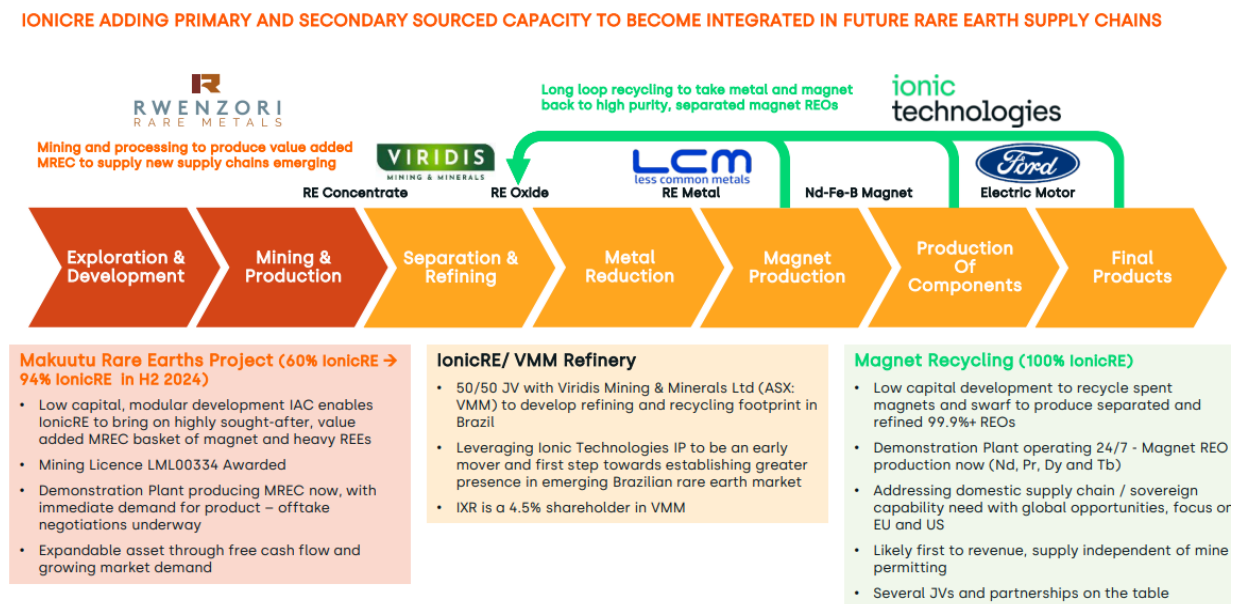 IONICRE ADDING PRIMARY AND SECONDARY SOURCED CAPACITY TO BECOME INTEGRATED IN FUTURE RARE EARTH SUPPLY CHAINS
RWENZORI
RARE METALS
Mining and processing to produce value added
MREC to supply new supply chains emerging
Long loop recycling to take metal and magnet
back to high purity, separated magnet REOs
ionic
technologies
VIRIDIS
MINING & MINERALS
LCM
less common metals
Ford
RE Concentrate
RE Oxide
RE Metal
Nd-Fe-B Magnet
Electric Motor
Exploration &
Development
Mining &
Production
Separation &
Refining
Metal
Reduction
Magnet
Production
Production
Of
Components
Final
Products
Makuutu Rare Earths Project (60% IonicRE →
94% IonicRE in H2 2024)
• Low capital, modular development IAC enables
IonicRE to bring on highly sought-after, value
added MREC basket of magnet and heavy REEs
• Mining Licence LML00334 Awarded
• Demonstration Plant producing MREC now, with
immediate demand for product – offtake
negotiations underway
• Expandable asset through free cash flow and
growing market demand
IonicRE/ VMM Refinery
• 50/50 JV with Viridis Mining & Minerals Ltd (ASX:
VMM) to develop refining and recycling footprint in
Brazil
• Leveraging Ionic Technologies IP to be an early
mover and first step towards establishing greater
presence in emerging Brazilian rare earth market
• IXR is a 4.5% shareholder in VMM
Magnet Recycling (100% IonicRE)
• Low capital development to recycle spent
magnets and swarf to produce separated and
refined 99.9%+ REOs
• Demonstration Plant operating 24/7 - Magnet REO
production now (Nd, Pr, Dy and Tb)
• Addressing domestic supply chain / sovereign
capability need with global opportunities, focus on
EU and US
• Likely first to revenue, supply independent of mine
permitting
• Several JVs and partnerships on the table